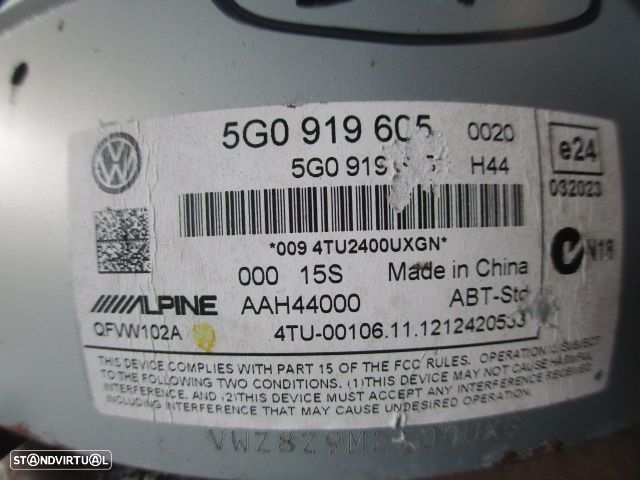 5G0 919 605 0020
5G0 919 H44
e24
032023
*009 4TU2400UXGN*
N18
000 15S Made in China
ALPINE AAH44000 ABT-Std
QFVW102A 4TU-00106.11.1212420533
THIS DEVICE COMPLIES WITH PART 15 OF THE FCC RULES. OPERATION IS SUBJECT
TO THE FOLLOWING TWO CONDITIONS. (1)THIS DEVICE MAY NOT CAUSE HARMFUL
INTERFERENCE, AND (2)THIS DEVICE MUST ACCEPT ANY INTERFERENCE RECEIVED
INCLUDING INTERFERENCE THAT MAY CAUSE UNDESIRED OPERATION.
STANDVIRTUAL